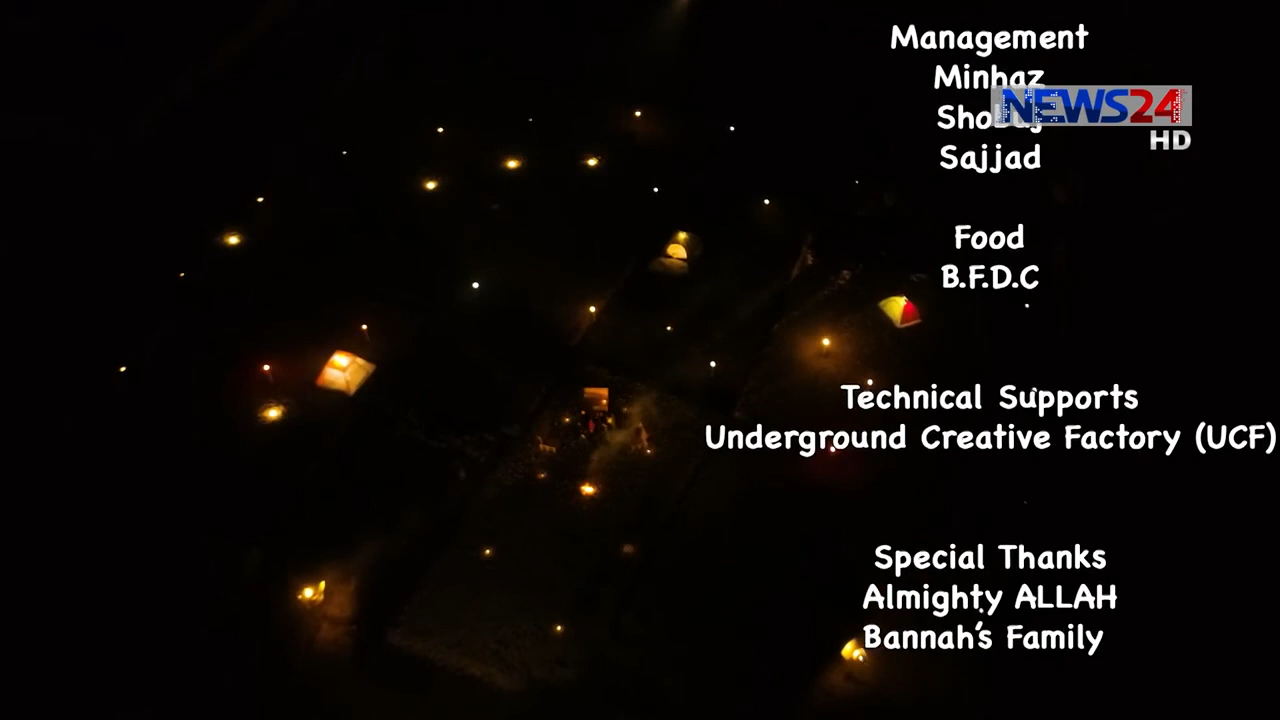 Management
Minhaz
NEWS24
HD
Sajjad
Food
B.F.D.C
Technical Supports
Underground Creative Factory (UCF)
Special Thanks
Almighty ALLAH
Bannah's Family